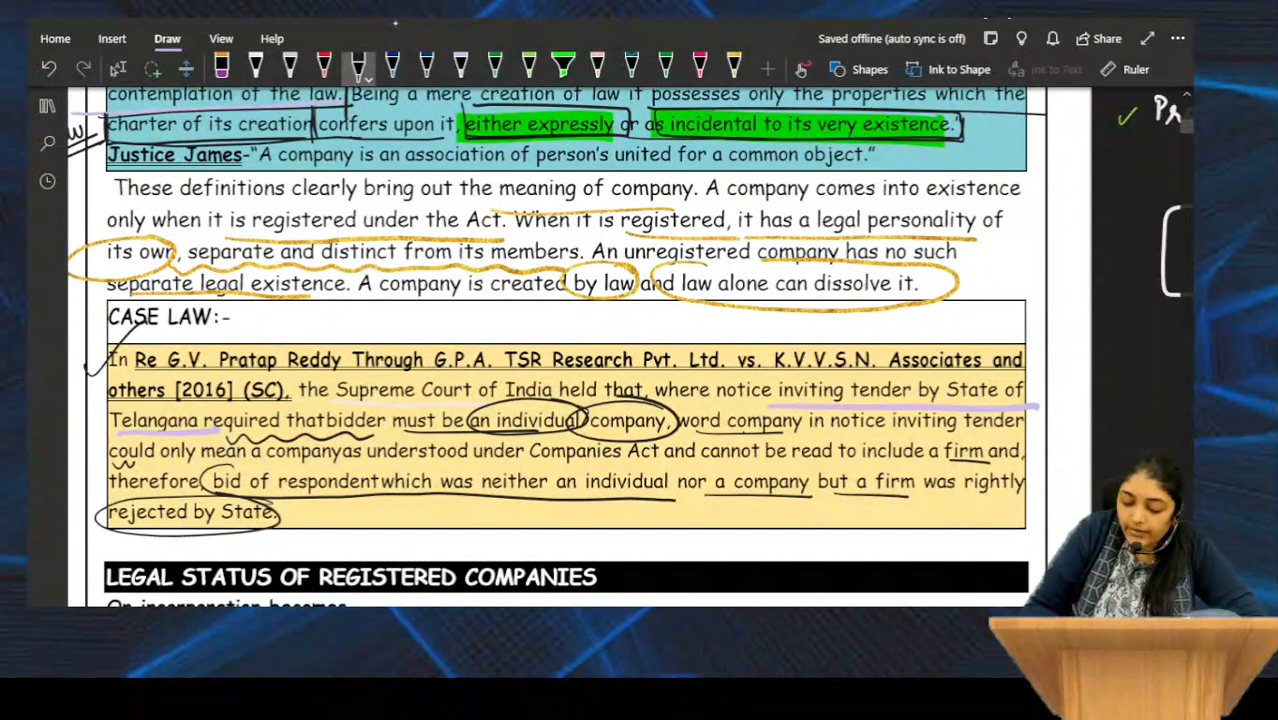 Home Insert Draw View Help Saved offline (auto sync is off) Share
Shapes Ink to Shape Ink to Text Ruler
contemplation of the law. Being a mere creation of law it possesses only the properties which the
charter of its creation confers upon it, either expressly or as incidental to its very existence."
Justice James-"A company is an association of person's united for a common object."
These definitions clearly bring out the meaning of company. A company comes into existence
only when it is registered under the Act. When it is registered, it has a legal personality of
its own, separate and distinct from its members. An unregistered company has no such
separate legal existence. A company is created by law and law alone can dissolve it.
CASE LAW:-
In Re G.V. Pratap Reddy Through G.P.A. TSR Research Pvt. Ltd. vs. K.V.V.S.N. Associates and
others [2016] (SC), the Supreme Court of India held that, where notice inviting tender by State of
Telangana required thatbidder must be an individual company, word company in notice inviting tender
could only mean a companyas understood under Companies Act and cannot be read to include a firm and,
therefore bid of respondentwhich was neither an individual nor a company but a firm was rightly
rejected by State.
LEGAL STATUS OF REGISTERED COMPANIES
On incorporation becomes